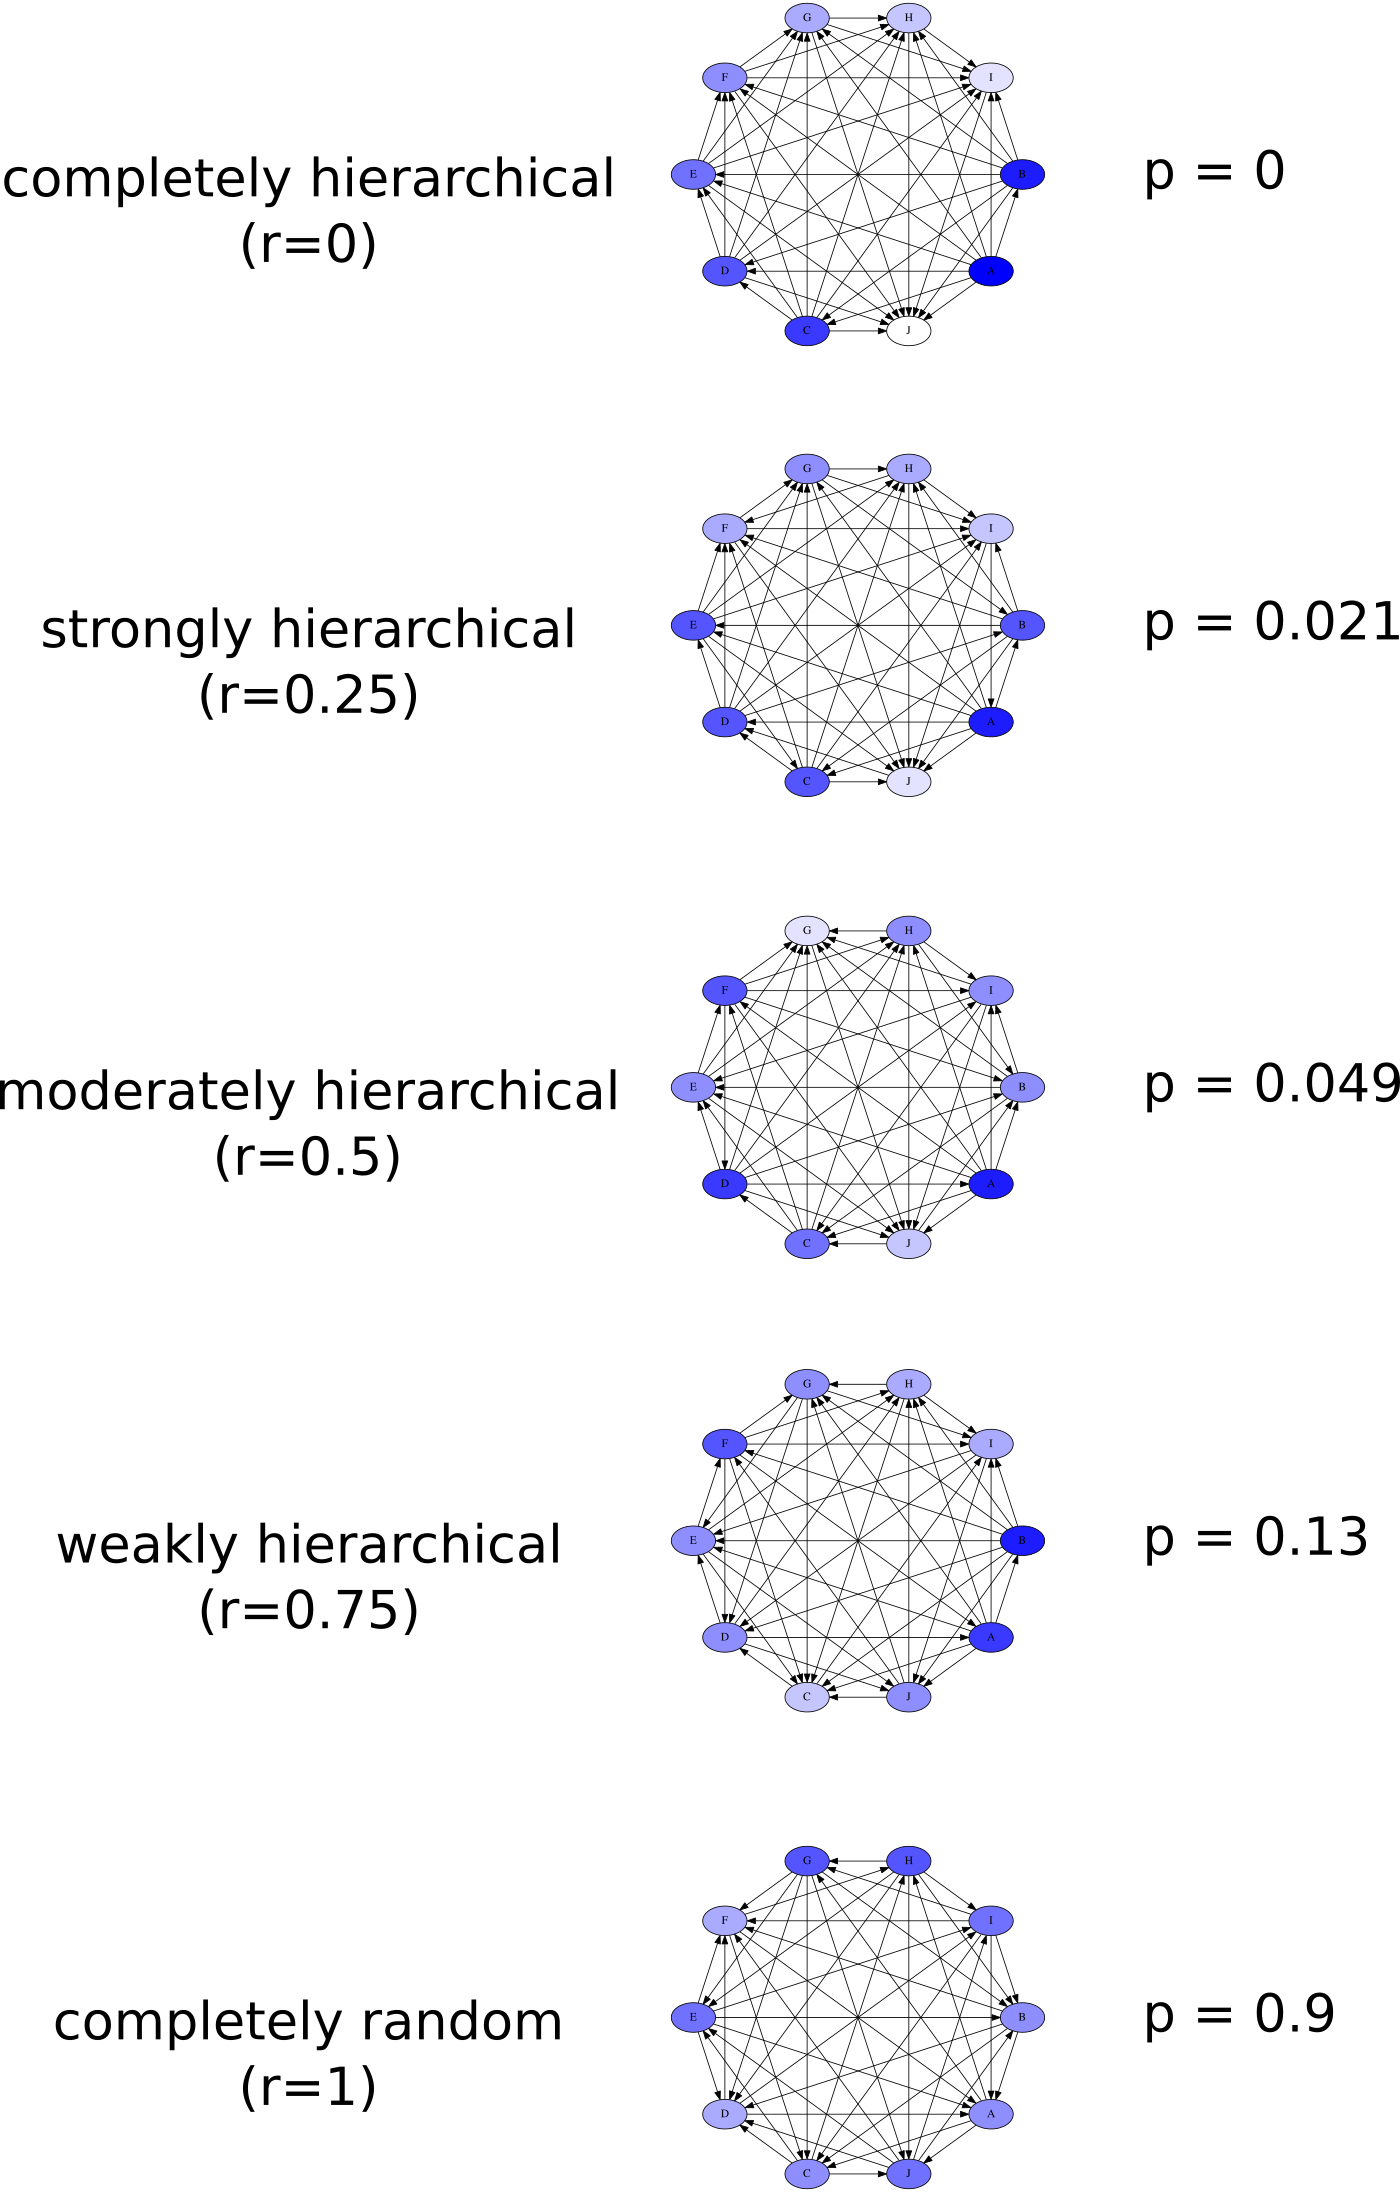 G H
F I
completely hierarchical
(r=0)
E B
p = 0
D A
C J
G H
F I
strongly hierarchical
(r=0.25)
E B
p = 0.021
D A
C J
G H
F I
moderately hierarchical
(r=0.5)
E B
p = 0.049
D A
C J
G H
F I
weakly hierarchical
(r=0.75)
E B
p = 0.13
D A
C J
G H
F I
completely random
(r=1)
E B
p = 0.9
D A
C J